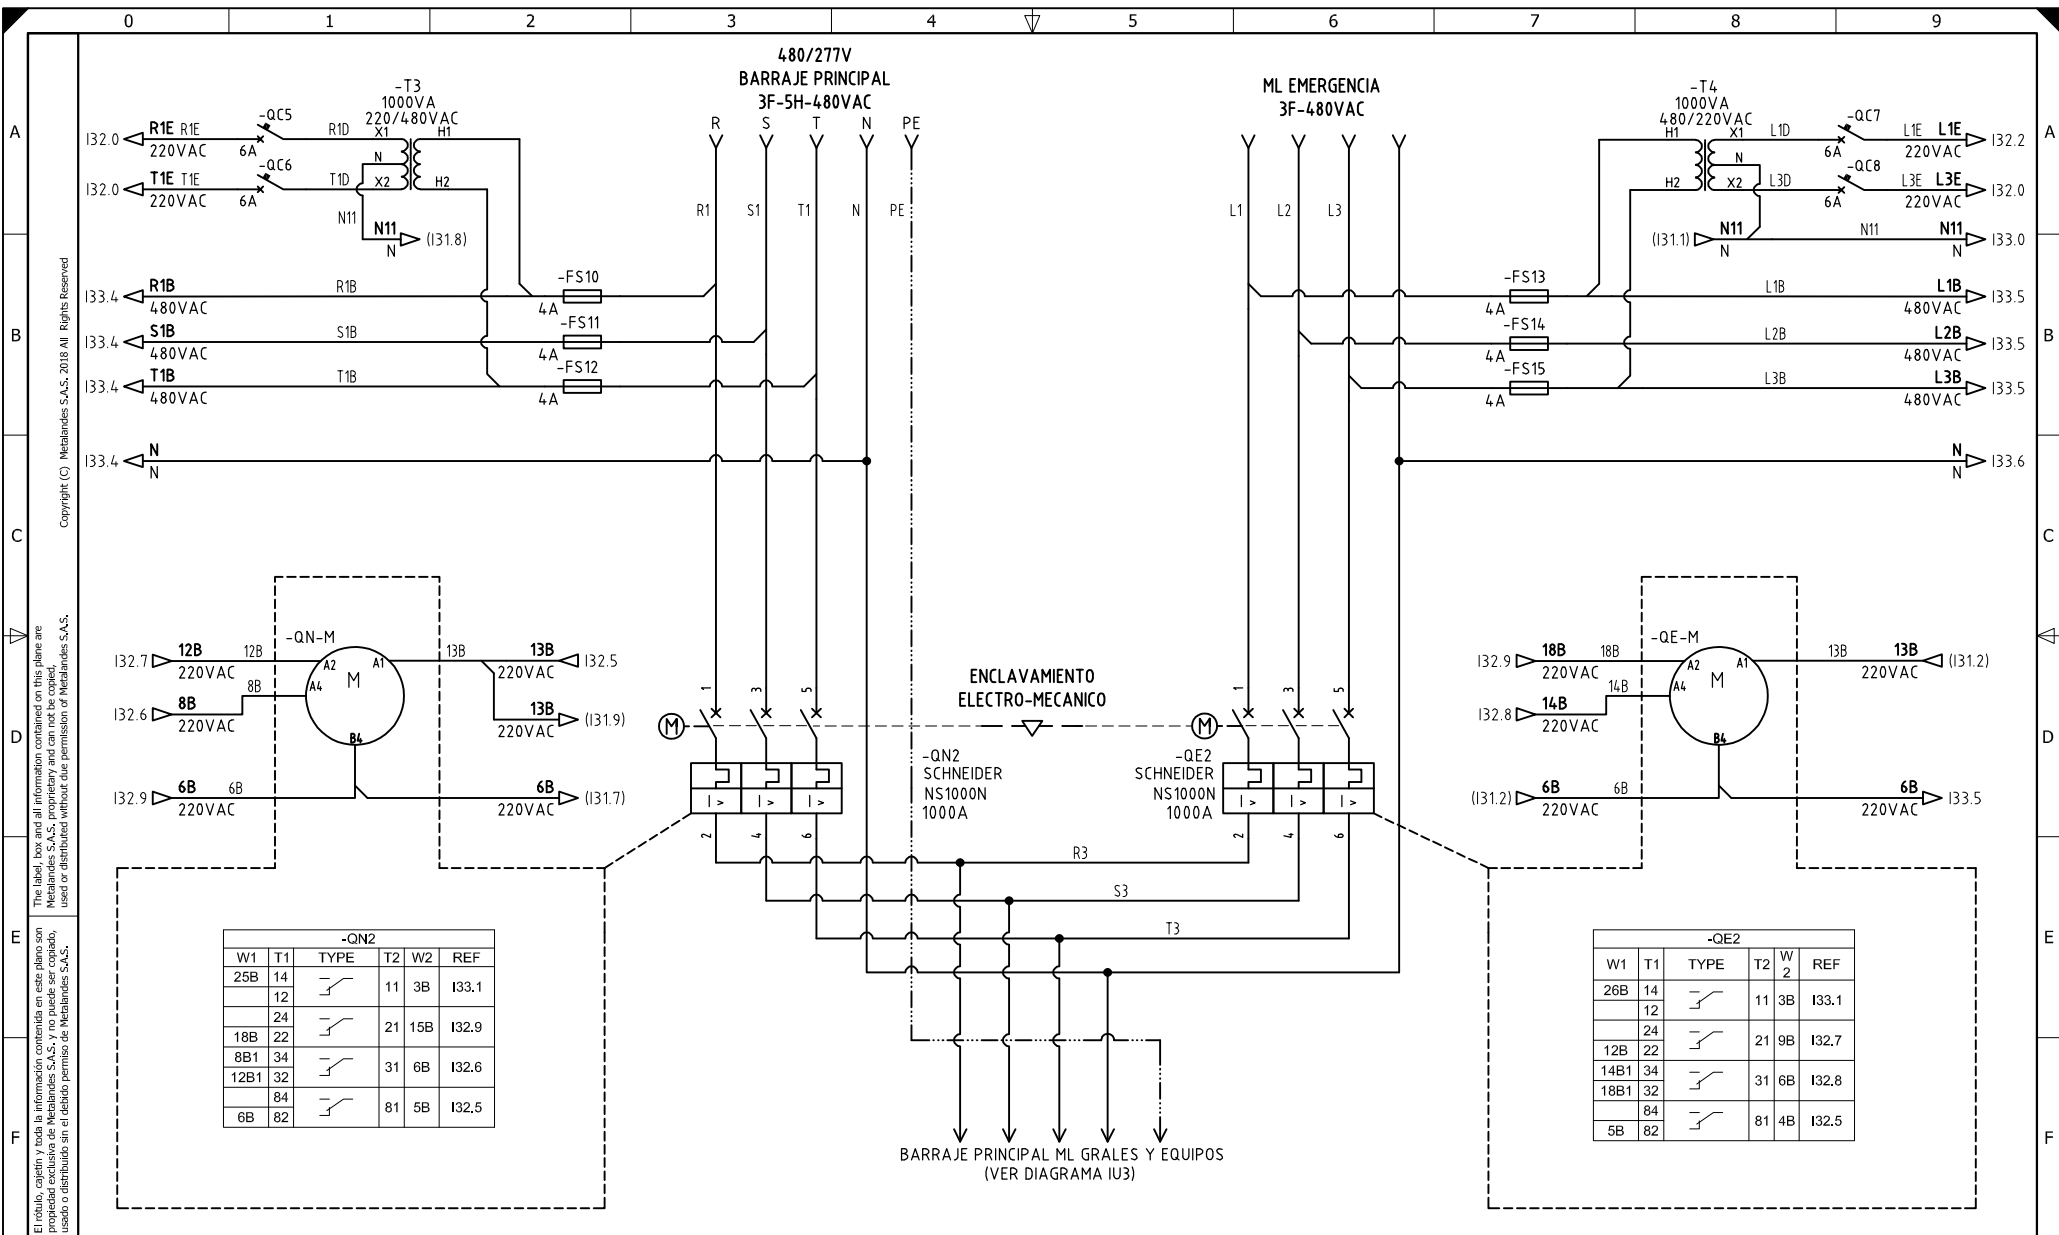 0 1 2 3 4 5 6 7 8 9
A
B
C
D
E
F
A
B
C
D
E
F
Copyright (C) Metalandes S.A.S. 2018 All Rights Reserved
The label, box and all information contained on this plane are
Metalandes S.A.S. proprietary and can not be copied,
used or distributed without due permission of Metalandes S.A.S.
El rótulo, cajetín y toda la información contenida en este plano son
propiedad exclusiva de Metalandes S.A.S. y no puede ser copiado,
usado o distribuido sin el debido permiso de Metalandes S.A.S.
-T3
1000VA
220/480VAC
I32.0 R1E R1E -QC5 R1D X1 H1
220VAC 6A
N
I32.0 T1E T1E -QC6 T1D X2 H2
220VAC 6A
N11
N11 (I31.8)
N
480/277V
BARRAJE PRINCIPAL
3F-5H-480VAC
R S T N PE
R1 S1 T1 N PE
ML EMERGENCIA
3F-480VAC
L1 L2 L3
-T4
1000VA
480/220VAC
H1 X1 L1D -QC7 L1E L1E I32.2
6A 220VAC
N
H2 X2 L3D -QC8 L3E L3E I32.0
6A 220VAC
(I31.1) N11 N11 N11 I33.0
N N
I33.4 R1B R1B -FS10
480VAC 4A
I33.4 S1B S1B -FS11
480VAC 4A
I33.4 T1B T1B -FS12
480VAC 4A
I33.4 N
N
-FS13 L1B L1B I33.5
4A 480VAC
-FS14 L2B L2B I33.5
4A 480VAC
-FS15 L3B L3B I33.5
4A 480VAC
N I33.6
N
-QN-M
I32.7 12B 12B A2 M A1 13B 13B I32.5
220VAC 220VAC
I32.6 8B 8B A4 13B (I31.9)
220VAC 220VAC
B4
I32.9 6B 6B 6B (I31.7)
220VAC 220VAC
ENCLAVAMIENTO
ELECTRO-MECANICO
M 1 3 5
M 1 3 5
-QN2
SCHNEIDER
NS1000N
1000A
-QE2
SCHNEIDER
NS1000N
1000A
I > I > I >
I > I > I >
2 4 6
2 4 6
R3
S3
T3
-QE-M
I32.9 18B 18B A2 M A1 13B 13B (I31.2)
220VAC 220VAC
I32.8 14B 14B A4
220VAC
B4
(I31.2) 6B 6B 6B I33.5
220VAC 220VAC
-QN2
W1 T1 TYPE T2 W2 REF
25B 14 11 3B I33.1
12
24 21 15B I32.9
18B 22
8B1 34 31 6B I32.6
12B1 32
84 81 5B I32.5
6B 82
-QE2
W1 T1 TYPE T2 W
2 REF
26B 14 11 3B I33.1
12
24 21 9B I32.7
12B 22
14B1 34 31 6B I32.8
18B1 32
84 81 4B I32.5
5B 82
BARRAJE PRINCIPAL ML GRALES Y EQUIPOS
(VER DIAGRAMA IU3)